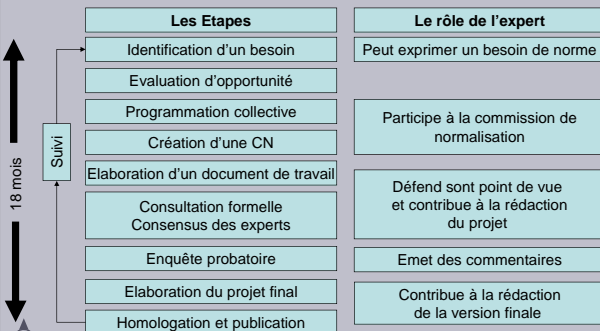 Les Etapes
Le rôle de l'expert
Identification d'un besoin
Peut exprimer un besoin de norme
Evaluation d'opportunité
Programmation collective
Participe à la commission de
normalisation
Création d'une CN
Suivi
18 mois
Elaboration d'un document de travail
Défend sont point de vue
et contribue à la rédaction
du projet
Consultation formelle
Consensus des experts
Enquête probatoire
Emet des commentaires
Elaboration du projet final
Contribue à la rédaction
de la version finale
Homologation et publication